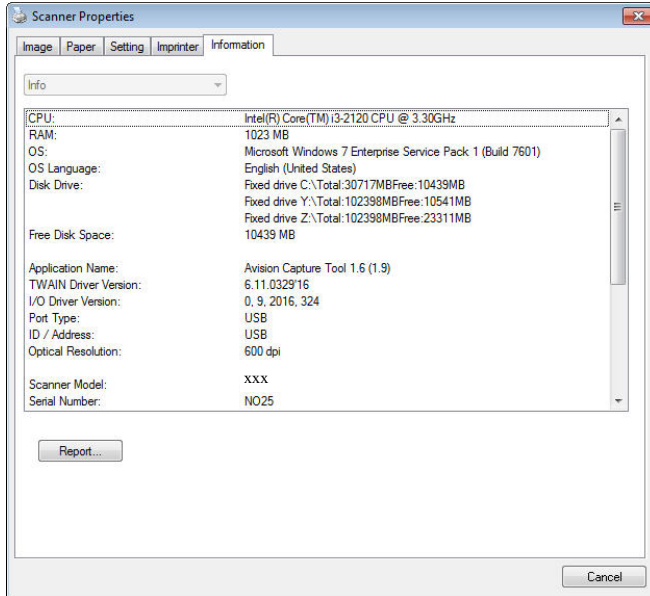 Scanner Properties
Image Paper Setting Imprinter Information
Info
CPU: Intel(R) Core(TM) i3-2120 CPU @ 3.30GHz
RAM: 1023 MB
OS: Microsoft Windows 7 Enterprise Service Pack 1 (Build 7601)
OS Language: English (United States)
Disk Drive: Fixed drive C:\Total:30717MBFree:10439MB
Fixed drive Y:\Total:102398MBFree:10541MB
Fixed drive Z:\Total:102398MBFree:23311MB
Free Disk Space: 10439 MB
Application Name: Avision Capture Tool 1.6 (1.9)
TWAIN Driver Version: 6.11.0329'16
I/O Driver Version: 0, 9, 2016, 324
Port Type: USB
ID / Address: USB
Optical Resolution: 600 dpi
Scanner Model: xxx
Serial Number: NO25
Report...
Cancel